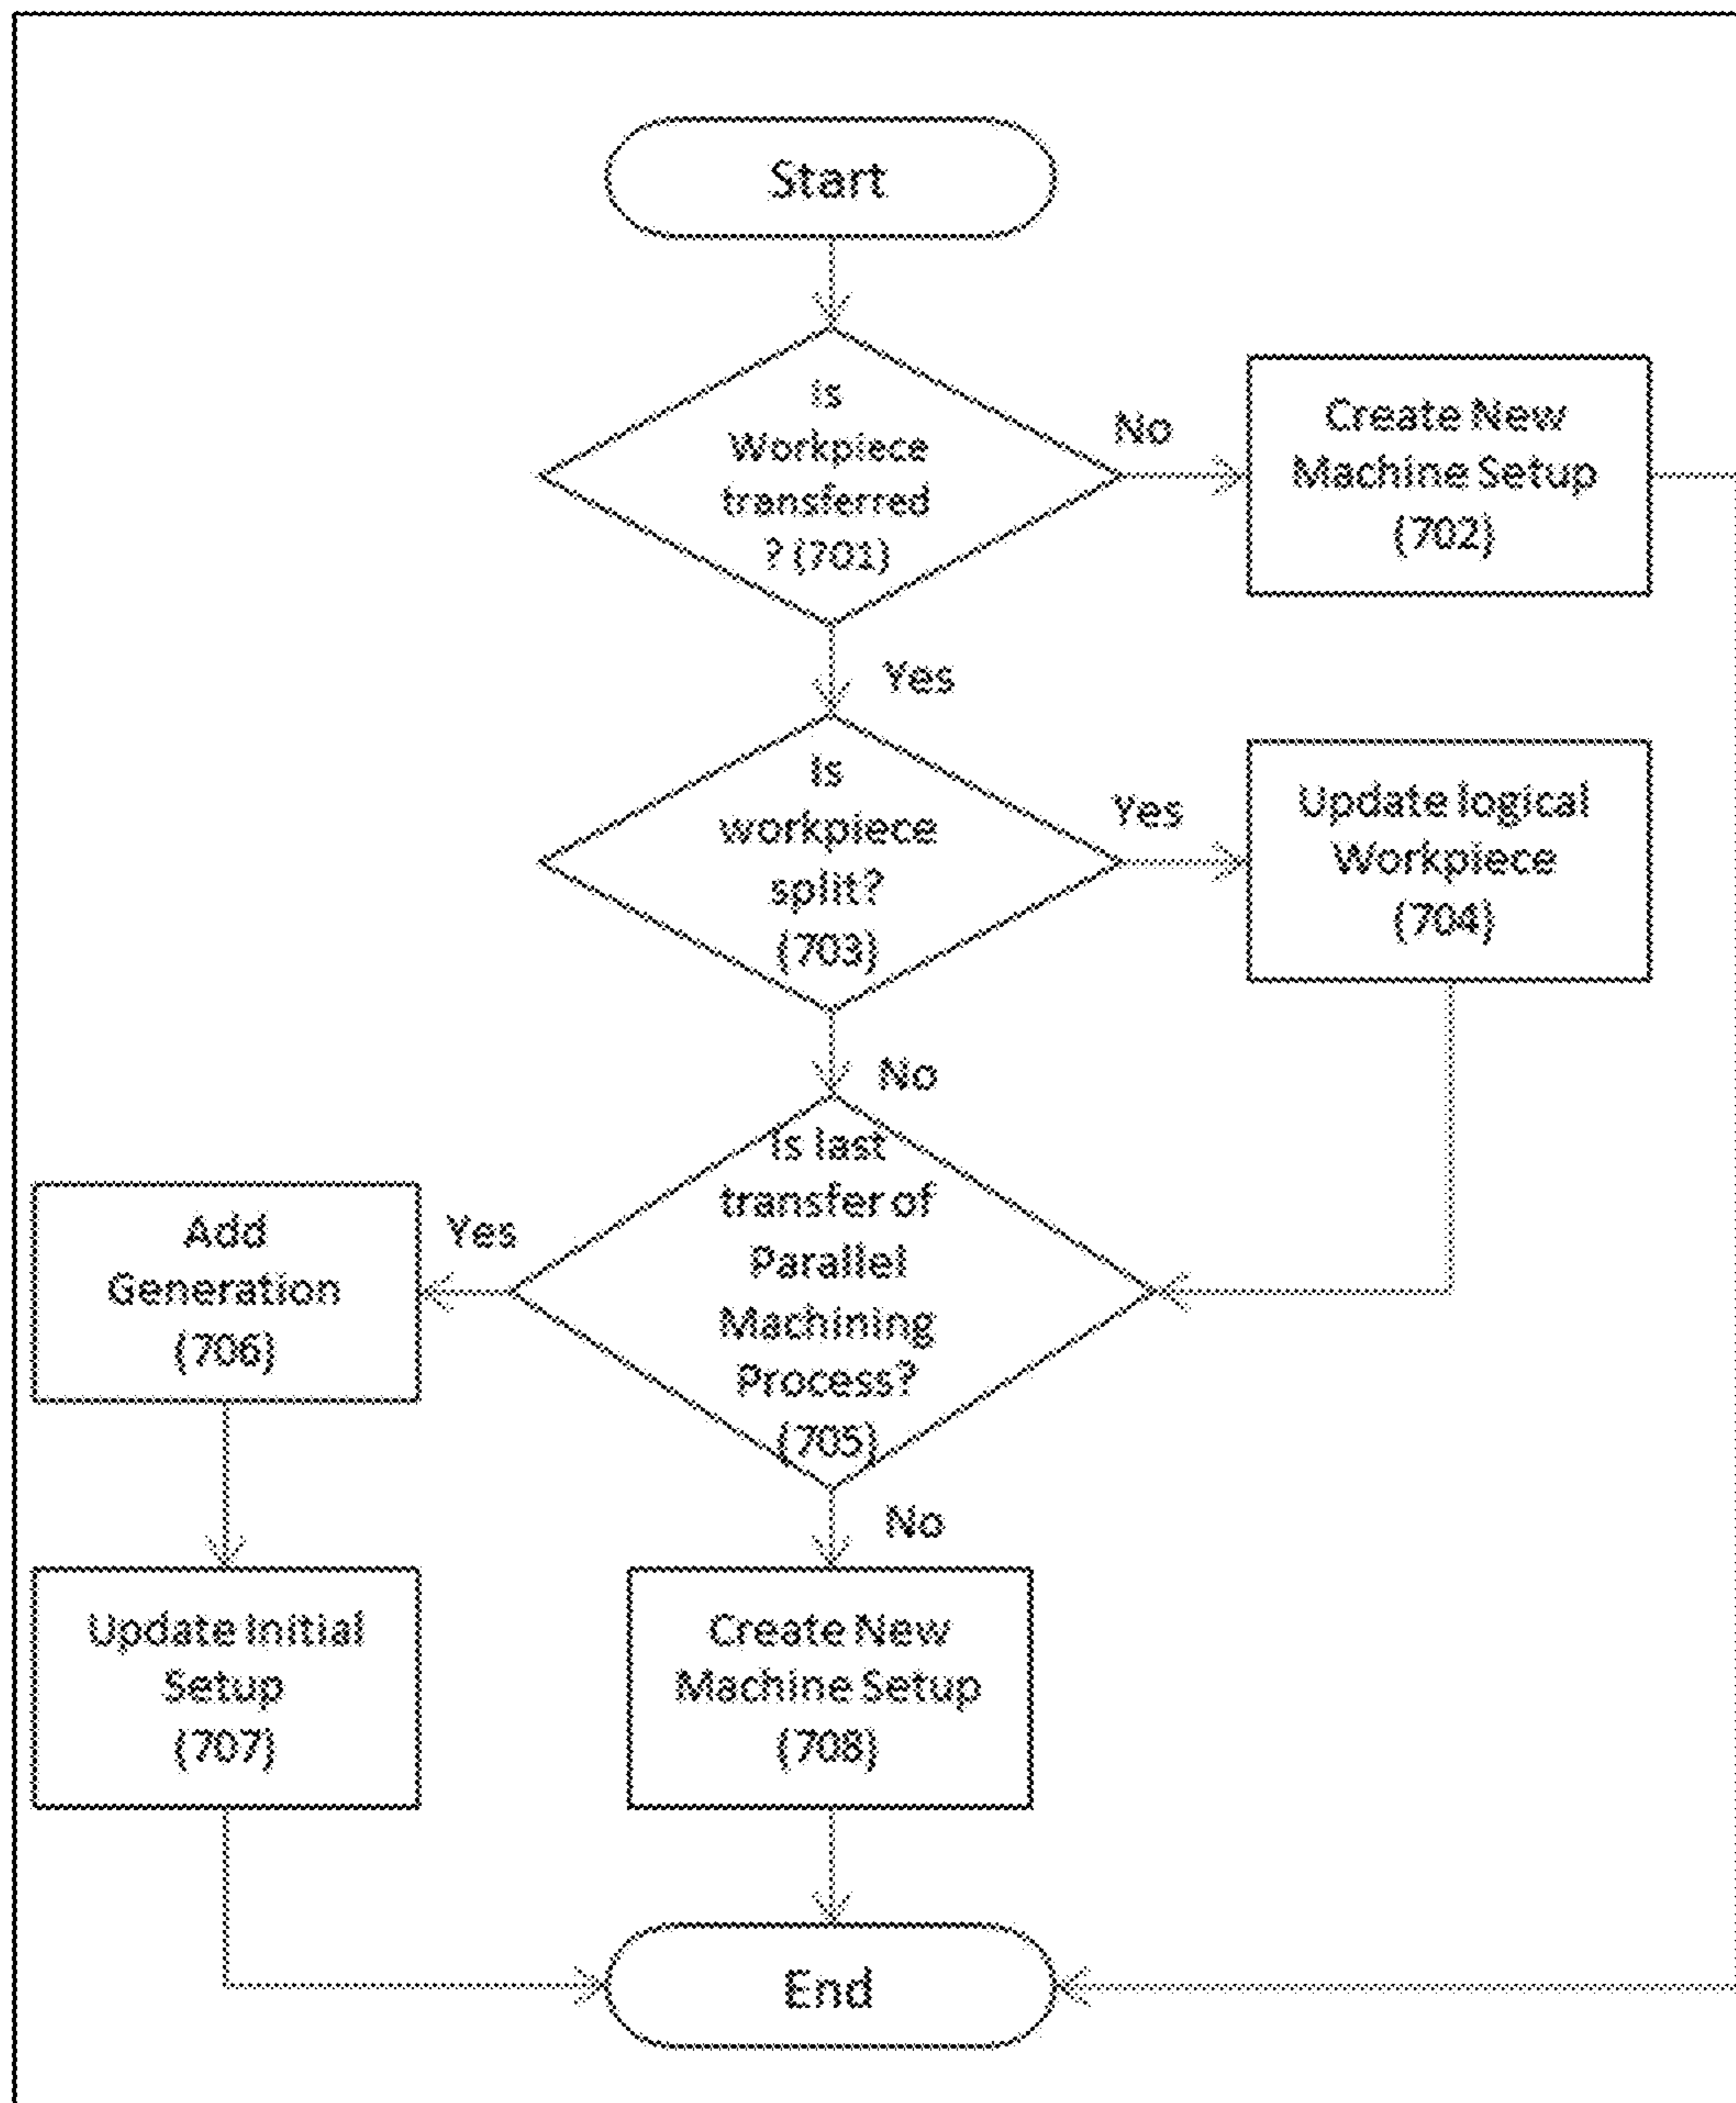 Start
is
Workpiece
transferred
? (701)
No
Create New
Machine Setup
(702)
Yes
Is
workpiece
split?
(703)
Yes
Update logical
Workpiece
(704)
No
Is last
transfer of
Parallel
Machining
Process?
(705)
Yes
Add
Generation
(706)
No
Update Initial
Setup
(707)
Create New
Machine Setup
(708)
End